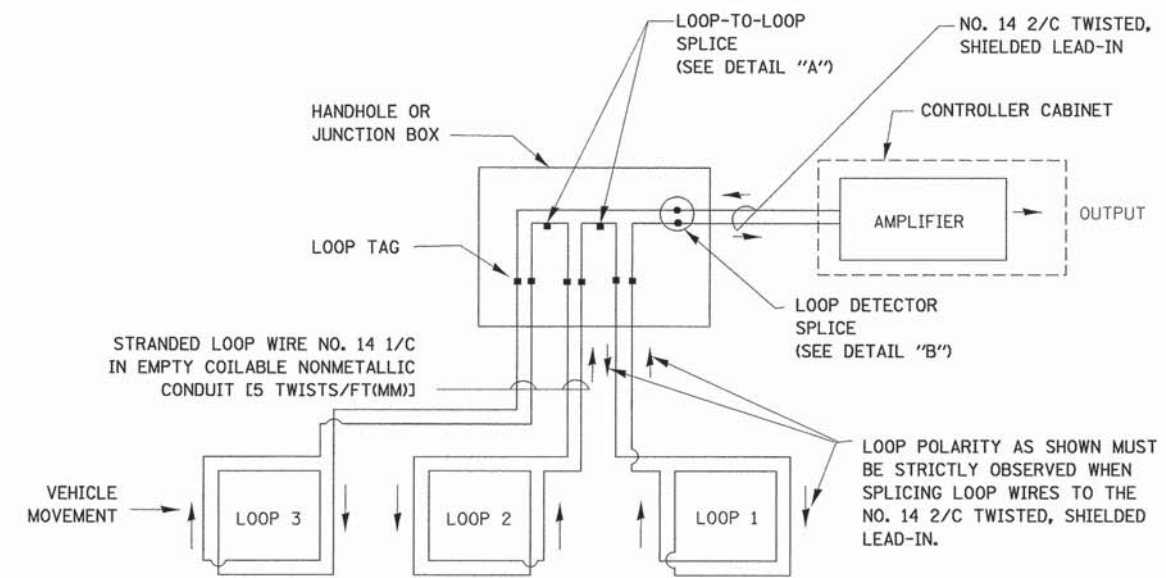 LOOP-TO-LOOP
SPLICE
(SEE DETAIL "A")
NO. 14 2/C TWISTED,
SHIELDED LEAD-IN
HANDHOLE OR
JUNCTION BOX
CONTROLLER CABINET
AMPLIFIER
OUTPUT
LOOP TAG
LOOP DETECTOR
SPLICE
(SEE DETAIL "B")
STRANDED LOOP WIRE NO. 14 1/C
IN EMPTY COILABLE NONMETALLIC
CONDUIT [5 TWISTS/FT(MM)]
LOOP POLARITY AS SHOWN MUST
BE STRICTLY OBSERVED WHEN
SPLICING LOOP WIRES TO THE
NO. 14 2/C TWISTED, SHIELDED
LEAD-IN.
VEHICLE
MOVEMENT
LOOP 3
LOOP 2
LOOP 1